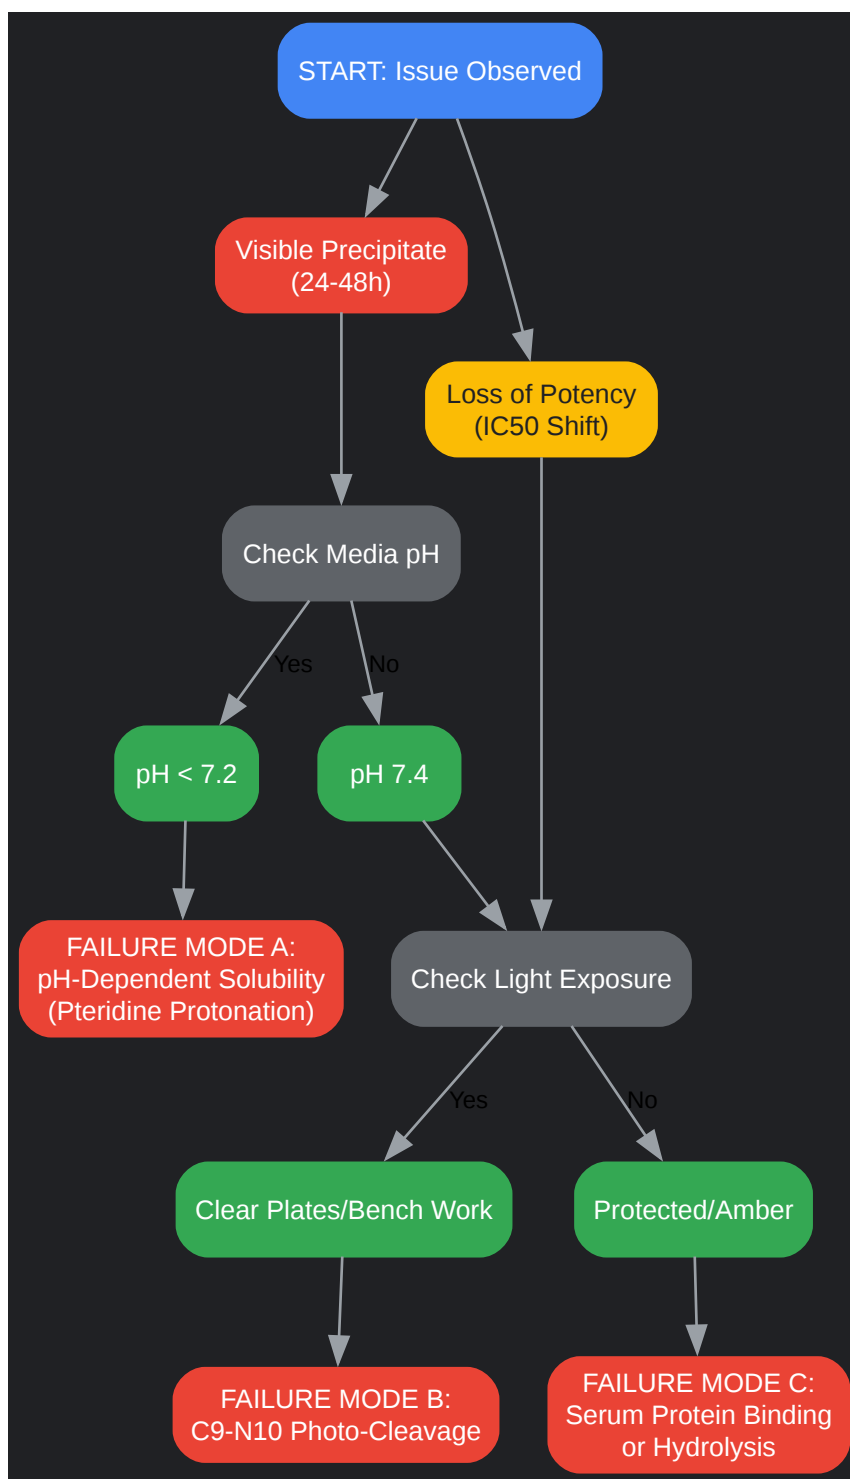 START: Issue Observed
Visible Precipitate
(24-48h)
Loss of Potency
(IC50 Shift)
Check Media pH
Yes
No
pH < 7.2
pH 7.4
FAILURE MODE A:
pH-Dependent Solubility
(Pteridine Protonation)
Check Light Exposure
Yes
No
Clear Plates/Bench Work
Protected/Amber
FAILURE MODE B:
C9-N10 Photo-Cleavage
FAILURE MODE C:
Serum Protein Binding
or Hydrolysis